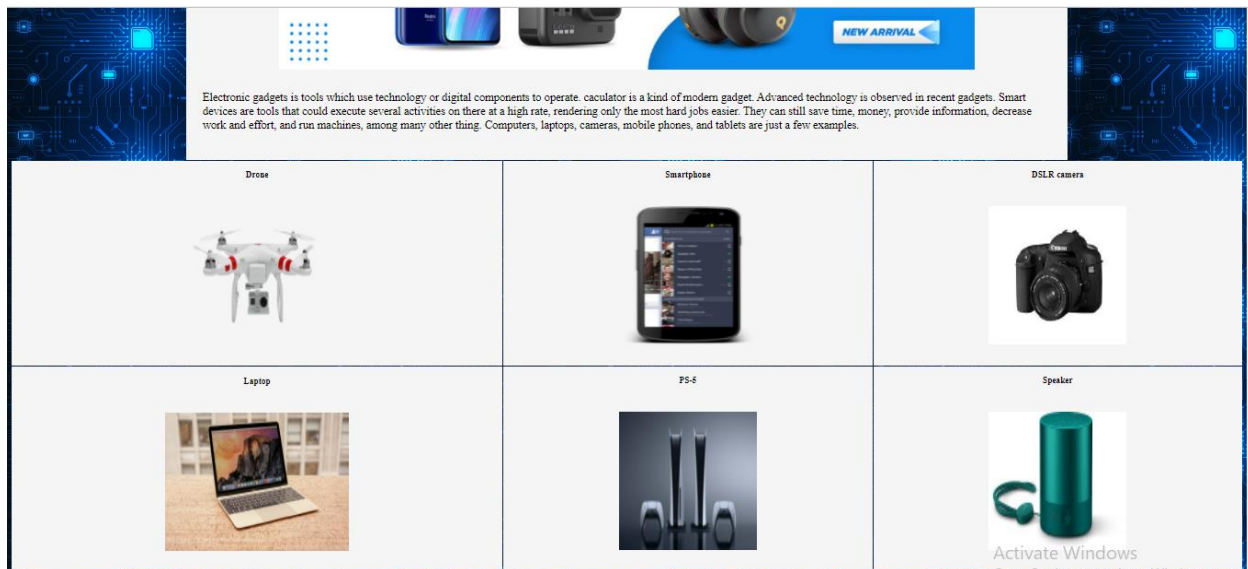 NEW ARRIVAL
Electronic gadgets is tools which use technology or digital components to operate. caculator is a kind of modern gadget. Advanced technology is observed in recent gadgets. Smart
devices are tools that could execute several activities on there at a high rate, rendering only the most hard jobs easier. They can still save time, money, provide information, decrease
work and effort, and run machines, among many other thing. Computers, laptops, cameras, mobile phones, and tablets are just a few examples.
Drone
Smartphone
DSLR camera
Canon
Laptop
PS-6
Speaker
Activate Windows